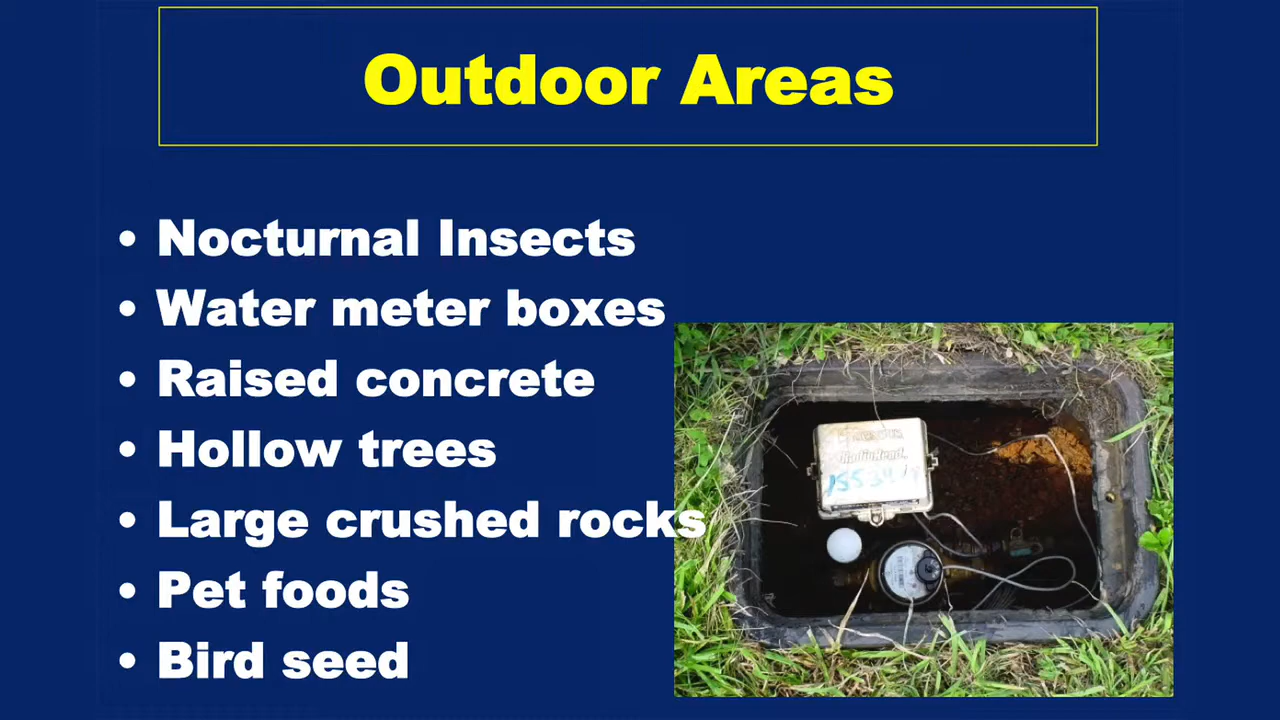 Outdoor Areas
• Nocturnal Insects
• Water meter boxes
• Raised concrete
• Hollow trees
• Large crushed rocks
• Pet foods
• Bird seed